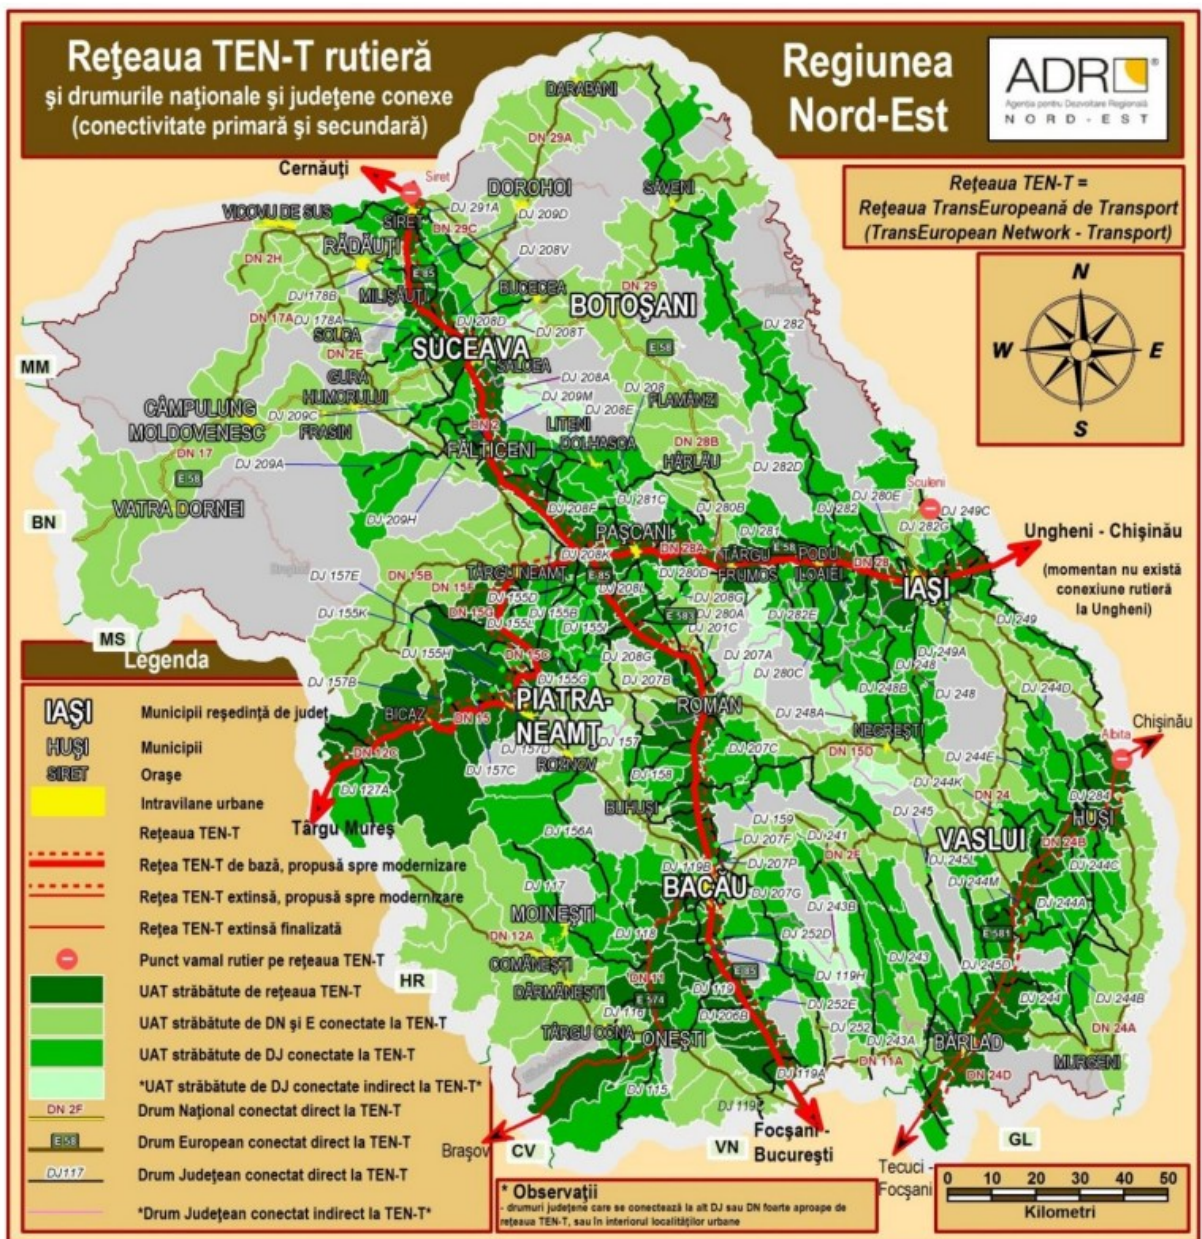 Reţeaua TEN-T rutieră
şi drumurile naţionale şi judeţene conexe
(conectivitate primară şi secundară)
Regiunea
Nord-Est
ADR
Agenţia pentru Dezvoltare Regională
NORD-EST
Reţeaua TEN-T =
Reţeaua TransEuropeană de Transport
(TransEuropean Network - Transport)
N
W
E
S
Cernăuţi
Siret
DARABANI
DN 29A
DOROHOI
SĂVENI
VICOVU DE SUS
SIRET
DJ 291A
DN 29C
DJ 209D
RĂDĂUŢI
DJ 208V
DN 2H
E 85
MILIŞĂUŢI
BUCECEA
DN 29
DJ 178B
BOTOŞANI
DN 17A
DJ 178A
SOLCA
DJ 208D
DJ 208T
DJ 282
DN 2E
SUCEAVA
E 58
MM
GURA
HUMORULUI
SALCEA
DJ 208A
DJ 208
CÂMPULUNG
MOLDOVENESC
DJ 209C
FRASIN
DJ 209M
DJ 208E
FLAMÂNZI
DN 2
LITENI
DOLHASCA
FĂLTICENI
DN 28B
HÂRLĂU
DN 17
DJ 209A
E 58
VATRA DORNEI
DJ 282D
DJ 280E
Sculeni
BN
DJ 209H
DJ 208F
DJ 281C
DJ 280B
DJ 282
DJ 282G
DJ 249C
PAŞCANI
DJ 281
Ungheni - Chişinău
(momentan nu există
conexiune rutieră
la Ungheni)
DJ 208K
DN 28A
TÂRGU
FRUMOS
E 58
PODU
ILOAIEI
DN 28
IAŞI
DN 15B
TÂRGU NEAMŢ
E 85
DJ 208L
DJ 280D
DJ 157E
DN 15F
DJ 155D
DJ 208G
DJ 155K
DN 15G
DJ 155L
DJ 155B
DJ 155I
E 583
DJ 280A
DJ 201C
DJ 282E
DJ 249
MS
DJ 155H
DN 15C
DJ 208G
DJ 207A
DJ 249A
DJ 248
DJ 157B
DJ 155G
DJ 207B
DJ 280C
DJ 248B
DJ 248
DJ 244D
BICAZ
DN 15
PIATRA-
NEAMŢ
ROMÂN
DJ 248A
NEGREŞTI
Chişinău
Albita
DN 12C
DJ 157D
DJ 157
DJ 207C
DN 15D
DJ 244E
DJ 157C
ROZNOV
DJ 158
DJ 244K
DJ 127A
DN 24
DJ 284
HUŞI
Târgu Mureş
BUHUŞI
DJ 159
DJ 245
DJ 156A
DJ 207F
DJ 241
VASLUI
DN 24B
DJ 119B
DJ 207P
DN 2F
DJ 245L
DJ 244C
DJ 117
BACĂU
DJ 207G
DJ 244M
DJ 244A
MOINEŞTI
DJ 243B
DJ 118
DJ 252D
E 581
DN 12A
COMĂNEŞTI
DJ 243
DJ 245D
HR
DN 11
DJ 119H
DĂRMĂNEŞTI
E 85
DJ 119
DJ 252E
DJ 244
DJ 244B
DJ 116
E 574
DJ 206B
DJ 252
TÂRGU OCNA
ONEŞTI
DJ 243A
BÂRLAD
DN 24A
DN 11A
MURGENI
DJ 119A
DN 24D
DJ 115
Braşov
CV
VN
Focşani -
Bucureşti
GL
Tecuci -
Focşani
Legenda
IAŞI Municipii reşedinţă de judeţ
HUŞI Municipii
SIRET Oraşe
Intravilane urbane
Reţeaua TEN-T
Reţea TEN-T de bază, propusă spre modernizare
Reţea TEN-T extinsă, propusă spre modernizare
Reţea TEN-T extinsă finalizată
Punct vamal rutier pe reţeaua TEN-T
UAT străbătute de reţeaua TEN-T
UAT străbătute de DN şi E conectate la TEN-T
UAT străbătute de DJ conectate la TEN-T
*UAT străbătute de DJ conectate indirect la TEN-T*
DN 2F Drum Naţional conectat direct la TEN-T
E 58 Drum European conectat direct la TEN-T
DJ117 Drum Judeţean conectat direct la TEN-T
*Drum Judeţean conectat indirect la TEN-T*
* Observaţii
- drumuri judeţene care se conectează la alt DJ sau DN foarte aproape de
reţeaua TEN-T, sau în interiorul localităţilor urbane
0 10 20 30 40 50
Kilometri